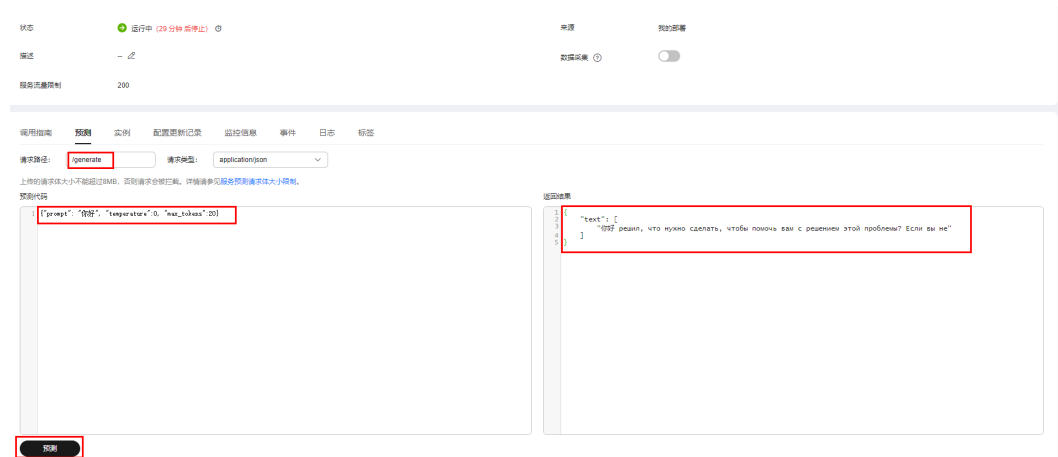 状态 运行中 (29 分钟 后停止) 来源 我的部署
描述 – 数据采集
服务流量限制 200
调用指南 预测 实例 配置更新记录 监控信息 事件 日志 标签
请求路径: /generate 请求类型: application/json
上传的请求体大小不能超过8MB，否则请求会被拦截。详情请参见服务预测请求体大小限制。
预测代码 返回结果
1 {"prompt": "你好", "temperature":0, "max_tokens":20}
1 {
2 "text": [
3 "你好 решил, что нужно сделать, чтобы помочь вам с решением этой проблемы? Если вы не"
4 ]
5 }
预测